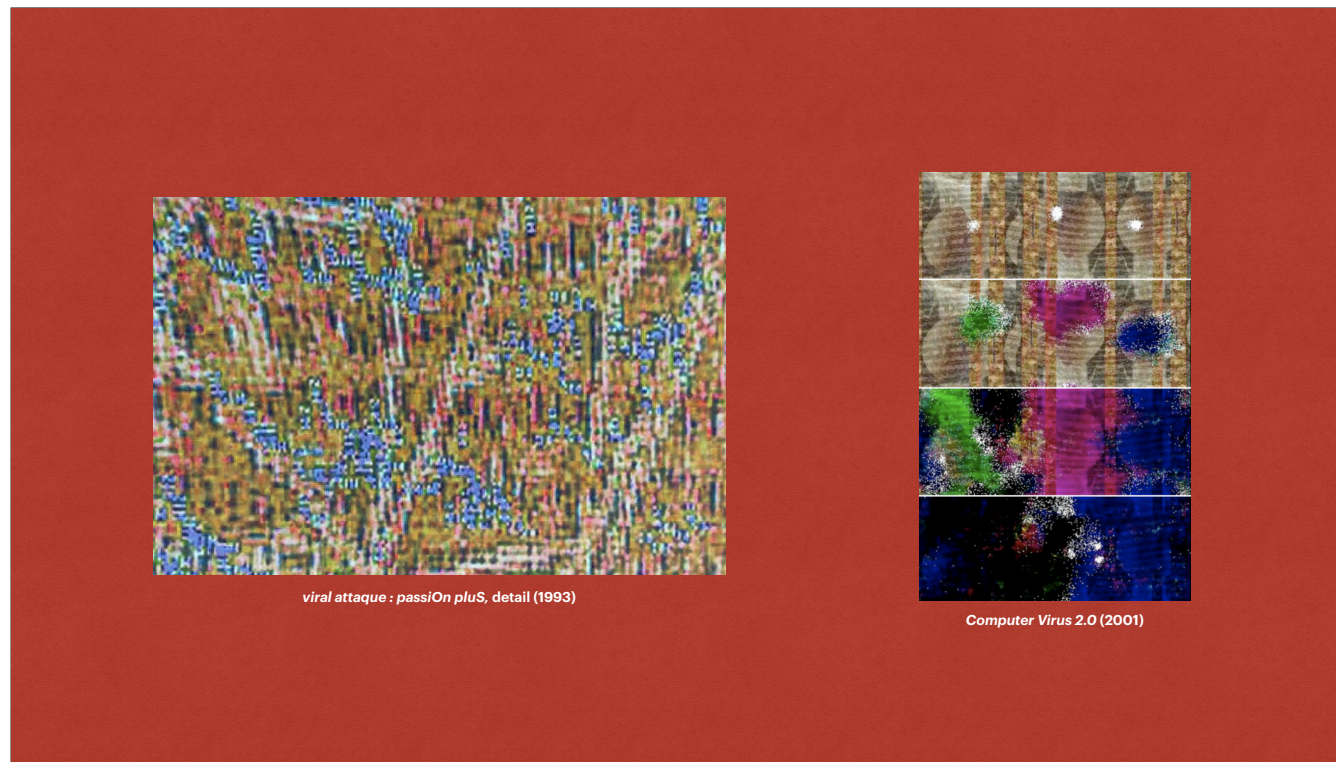 viral attaque : passiOn pluS, detail (1993)
Computer Virus 2.0 (2001)